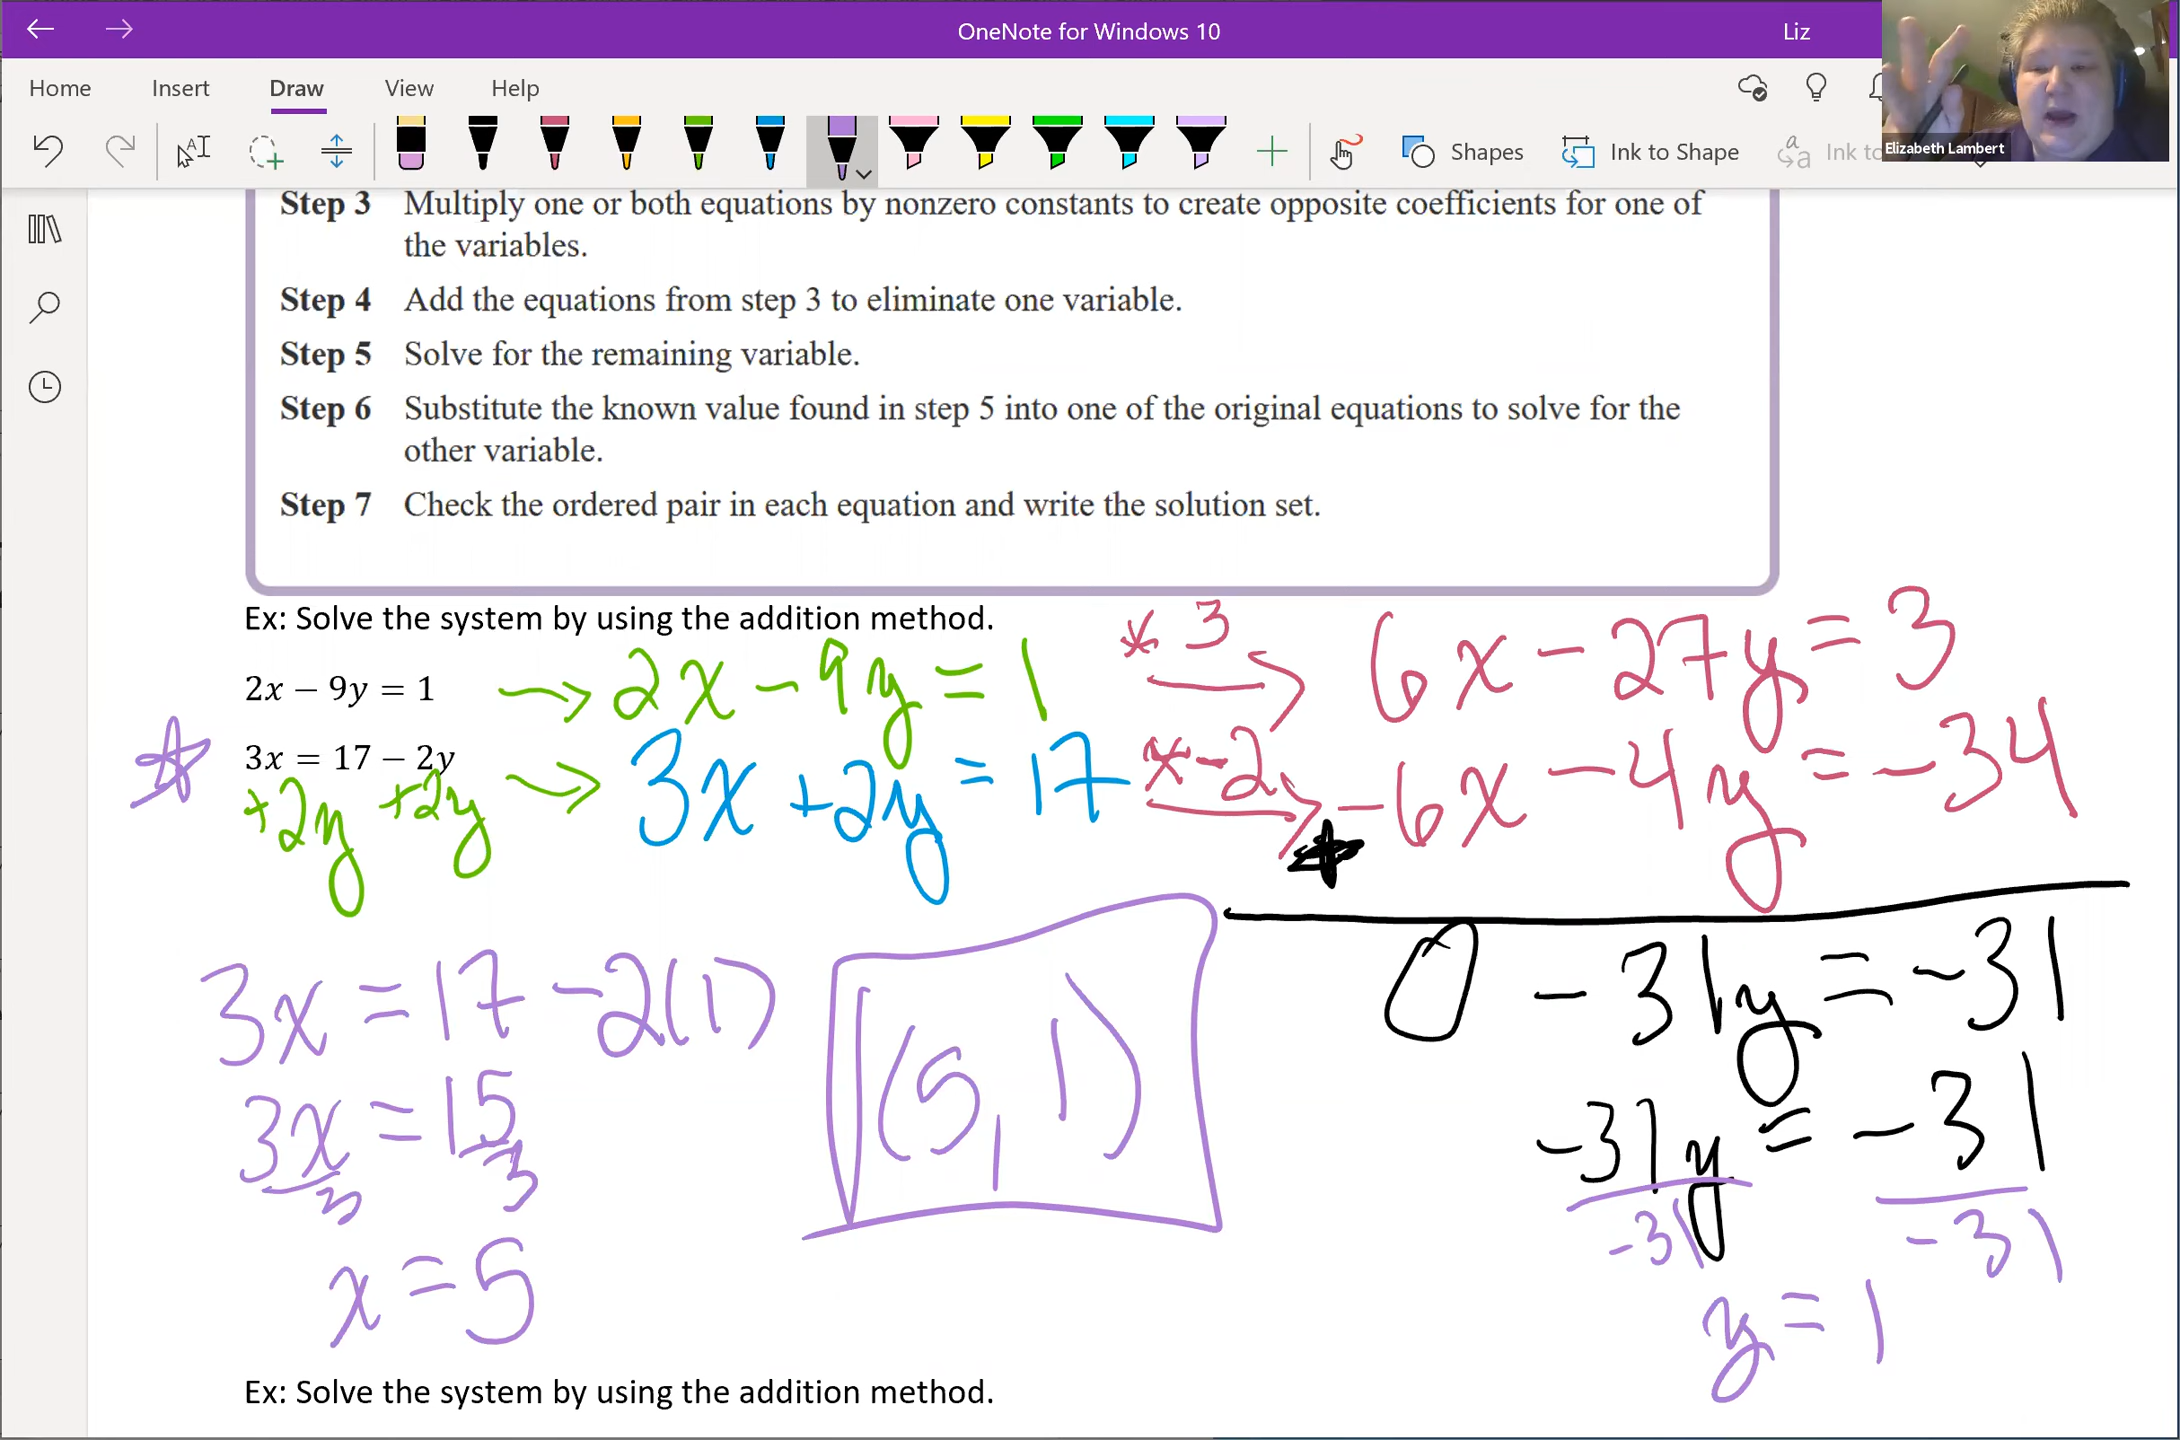 OneNote for Windows 10
Liz
Home Insert Draw View Help
Shapes Ink to Shape Ink to
Elizabeth Lambert
Step 3 Multiply one or both equations by nonzero constants to create opposite coefficients for one of
the variables.
Step 4 Add the equations from step 3 to eliminate one variable.
Step 5 Solve for the remaining variable.
Step 6 Substitute the known value found in step 5 into one of the original equations to solve for the
other variable.
Step 7 Check the ordered pair in each equation and write the solution set.
Ex: Solve the system by using the addition method.
2x − 9y = 1 → 2x − 9y = 1 * 3 → 6x − 27y = 3
3x = 17 − 2y → 3x + 2y = 17 * -2 → −6x − 4y = −34
+2y +2y
0 − 31y = −31
3x = 17 − 2(1)
(5, 1)
3x = 15
3 3
−31y = −31
−31 −31
x = 5
y = 1
Ex: Solve the system by using the addition method.